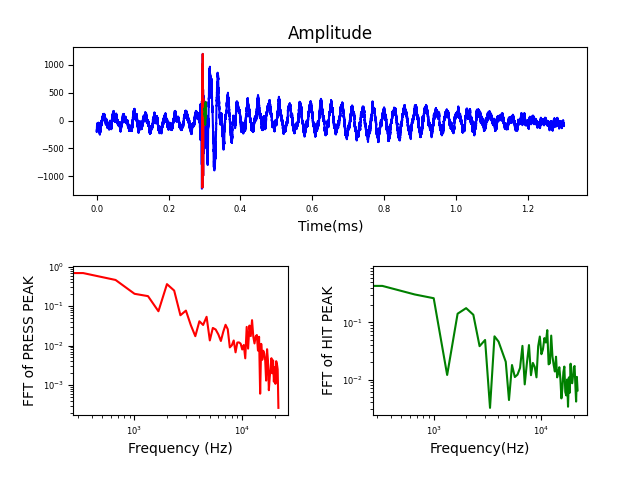 Amplitude
1000
500
0
−500
−1000
0.0 0.2 0.4 0.6 0.8 1.0 1.2
Time(ms)
FFT of PRESS PEAK
10⁰
10⁻¹
10⁻²
10⁻³
10³ 10⁴
Frequency (Hz)
FFT of HIT PEAK
10⁻¹
10⁻²
10³ 10⁴
Frequency(Hz)